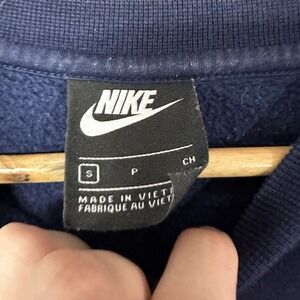 NIKE
S P CH
MADE IN VIET
FABRIQUE AU VIET